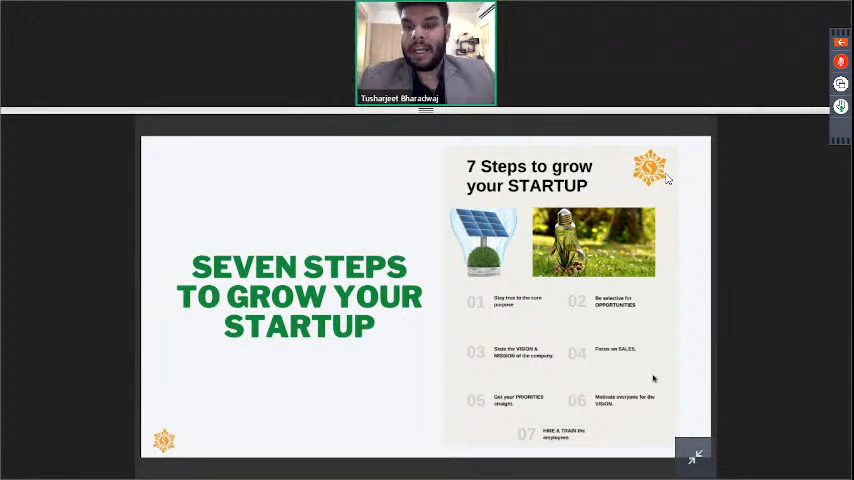 Tusharjeet Bharadwaj
SEVEN STEPS
TO GROW YOUR
STARTUP
7 Steps to grow
your STARTUP
01
Stay true to the core
purpose
02
Be selective for
OPPORTUNITIES
03
State the VISION &
MISSION of the company.
04
Focus on SALES.
05
Get your PRIORITIES
straight.
06
Motivate everyone for the
VISION.
07
HIRE & TRAIN the
employees